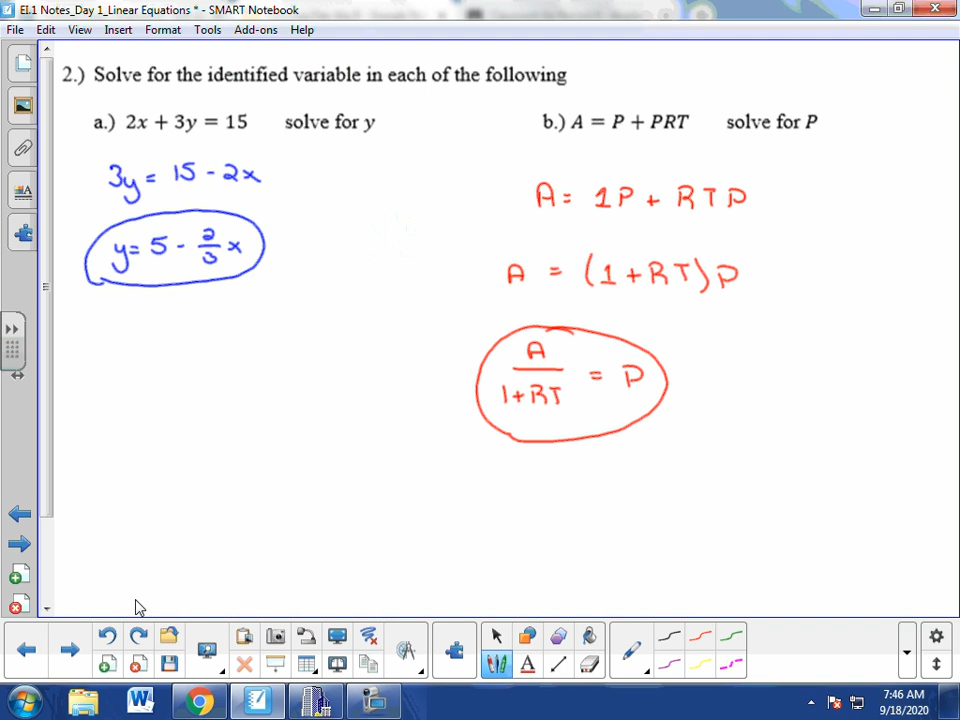 EI.1 Notes_Day 1_Linear Equations * - SMART Notebook
File Edit View Insert Format Tools Add-ons Help
2.) Solve for the identified variable in each of the following
a.) 2x + 3y = 15 solve for y
b.) A = P + PRT solve for P
3y = 15 - 2x
y = 5 - 2/3 x
A = 1P + RTP
A = (1 + RT)P
A/1+RT = P
7:46 AM
9/18/2020